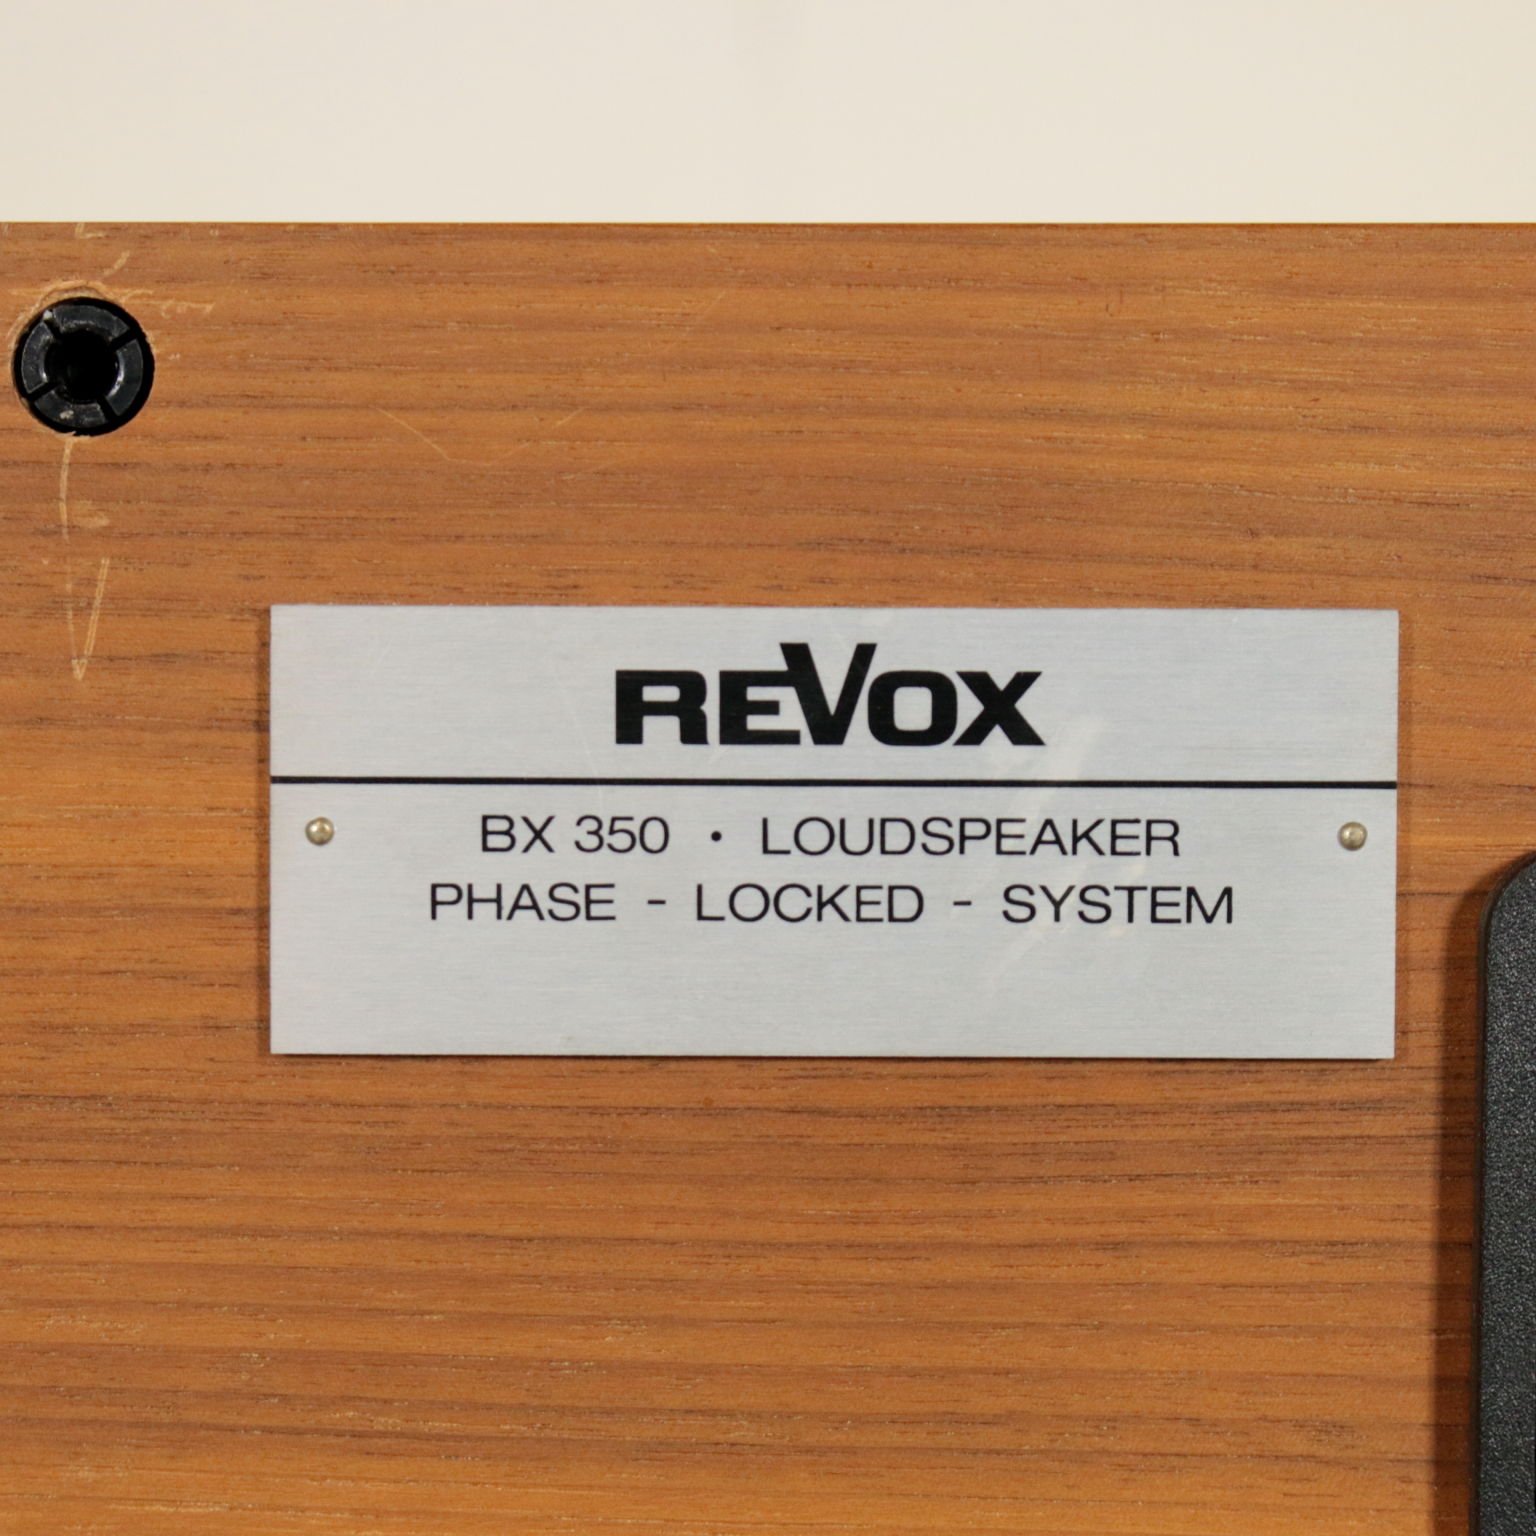 REVOX
BX 350 • LOUDSPEAKER
PHASE - LOCKED - SYSTEM